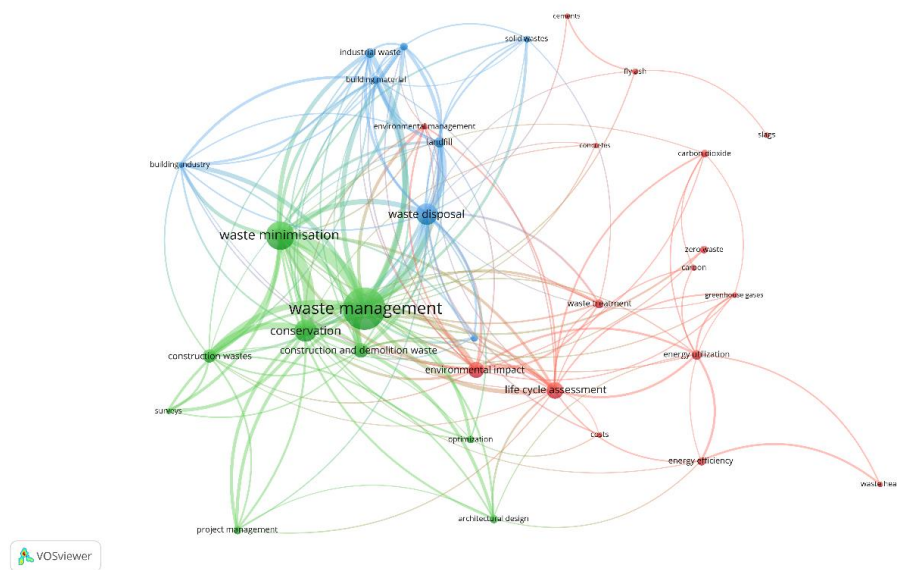 cements
solid wastes
industrial waste
fly ash
building material
environmental management
slags
landfill
concretes
carbon dioxide
building industry
waste disposal
waste minimisation
zero waste
carbon
greenhouse gases
waste treatment
waste management
conservation
construction and demolition waste
construction wastes
energy utilization
environmental impact
life cycle assessment
surveys
costs
optimization
energy efficiency
waste hea
architectural design
project management
VOSviewer